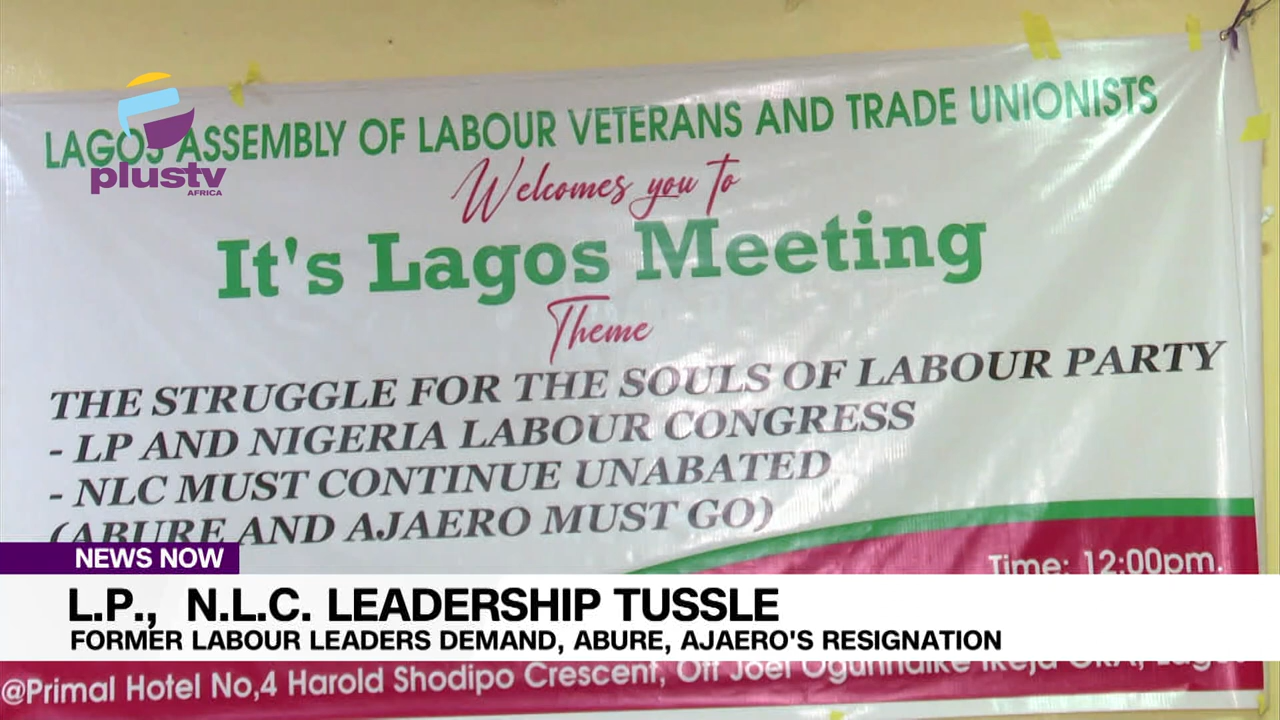 LAGOS ASSEMBLY OF LABOUR VETERANS AND TRADE UNIONISTS
plustv
AFRICA
Welcomes you to
It's Lagos Meeting
Theme
THE STRUGGLE FOR THE SOULS OF LABOUR PARTY
- LP AND NIGERIA LABOUR CONGRESS
- NLC MUST CONTINUE UNABATED
(ABURE AND AJAERO MUST GO)
Time: 12:00pm.
NEWS NOW
L.P., N.L.C. LEADERSHIP TUSSLE
FORMER LABOUR LEADERS DEMAND, ABURE, AJAERO'S RESIGNATION
@Primal Hotel No,4 Harold Shodipo Crescent, Off Joel Ogunnaike Ikeja GRA,